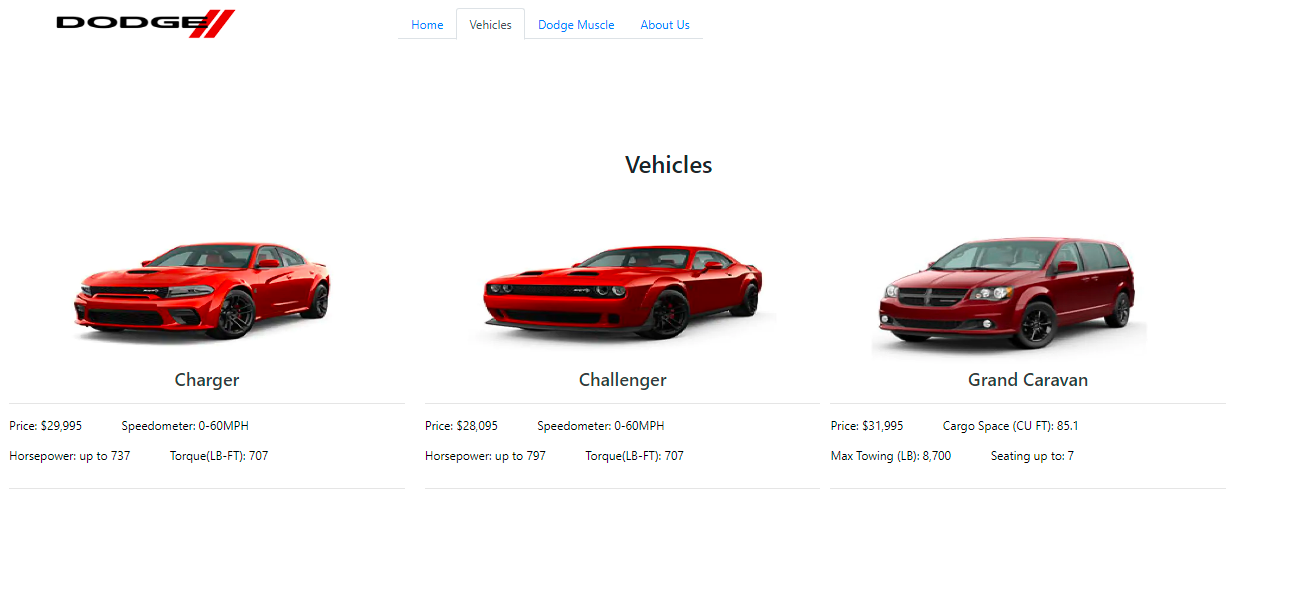 DODGE
Home Vehicles Dodge Muscle About Us
Vehicles
Charger
Price: $29,995 Speedometer: 0-60MPH
Horsepower: up to 737 Torque(LB-FT): 707
Challenger
Price: $28,095 Speedometer: 0-60MPH
Horsepower: up to 797 Torque(LB-FT): 707
Grand Caravan
Price: $31,995 Cargo Space (CU FT): 85.1
Max Towing (LB): 8,700 Seating up to: 7